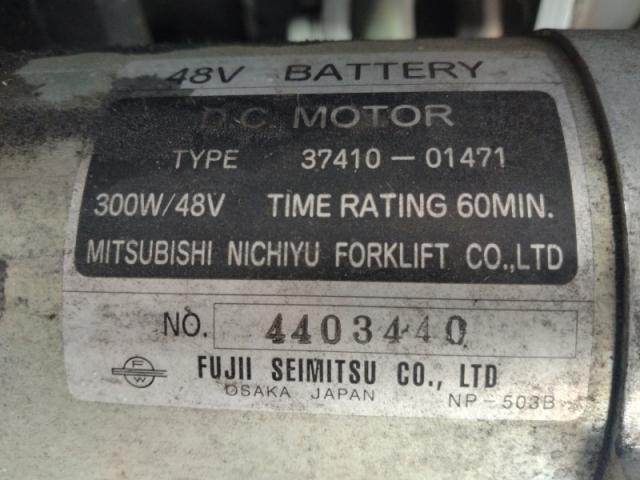 48V BATTERY
D.C. MOTOR
TYPE 37410-01471
300W/48V TIME RATING 60MIN.
MITSUBISHI NICHIYU FORKLIFT CO.,LTD
NO. 4403440
FW FUJII SEIMITSU CO., LTD
OSAKA JAPAN NP-503B